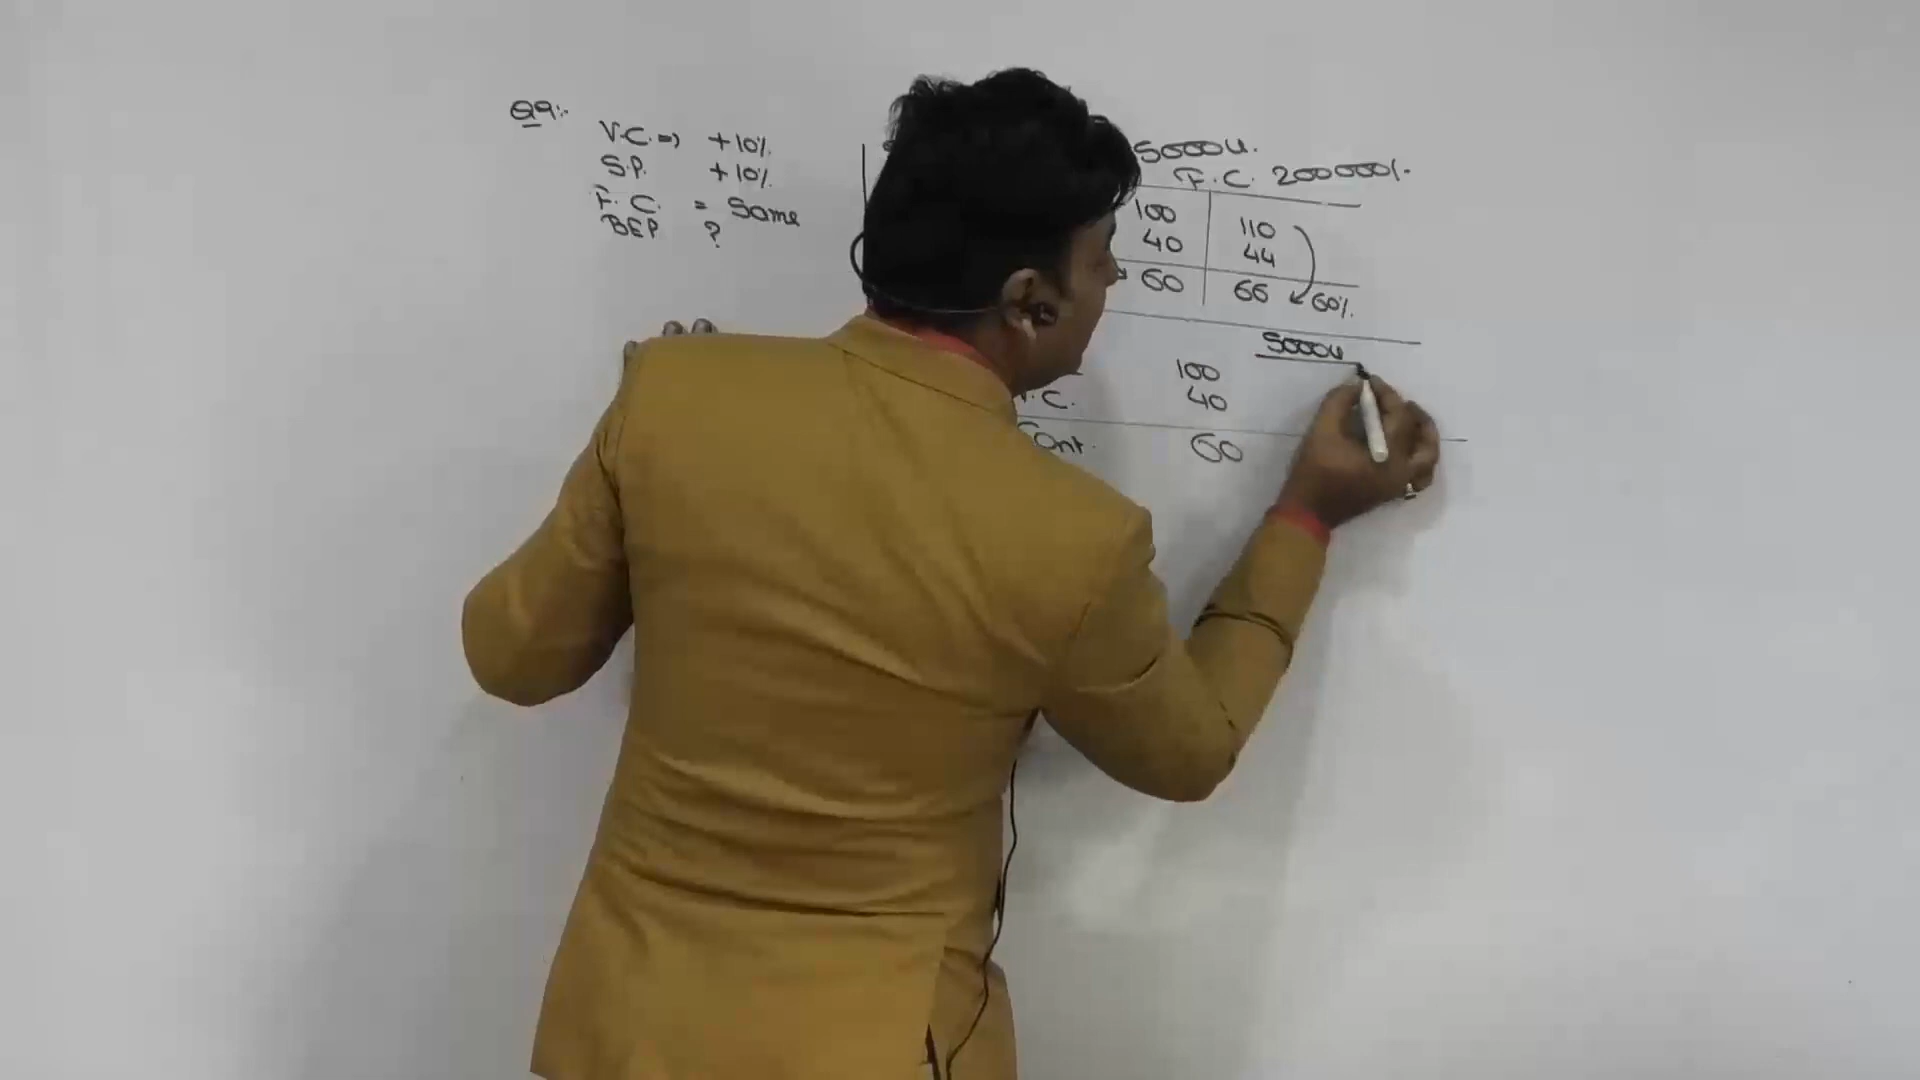 Q9:-
V.C. => +10%.
S.P. +10%.
F.C. = Same
BEP ?
5000u.
F.C. 200000/-
100 110
40 44
60 66 60%.
5000u
100
V.C. 40
Cont. 60